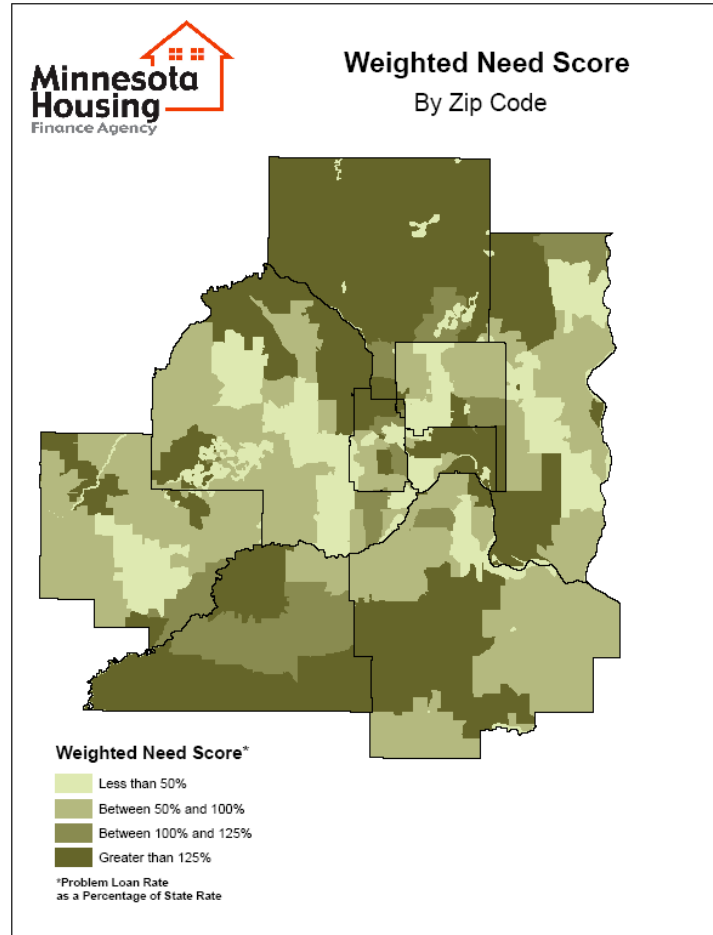 Minnesota
Housing
Finance Agency
Weighted Need Score
By Zip Code
Weighted Need Score*
Less than 50%
Between 50% and 100%
Between 100% and 125%
Greater than 125%
*Problem Loan Rate
as a Percentage of State Rate